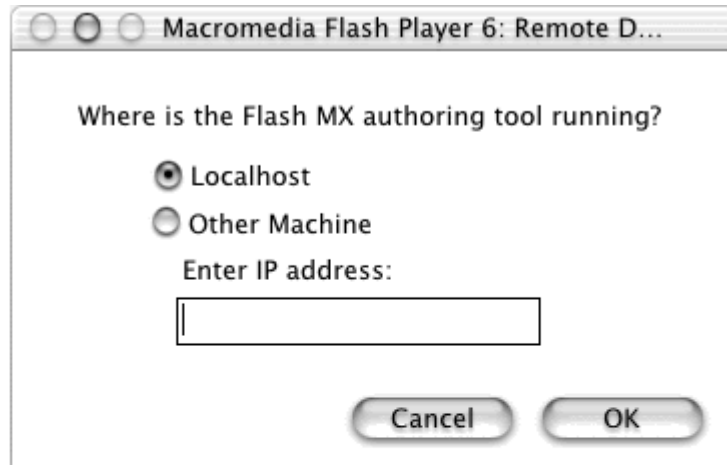 Macromedia Flash Player 6: Remote D...
Where is the Flash MX authoring tool running?
Localhost
Other Machine
Enter IP address:
Cancel OK